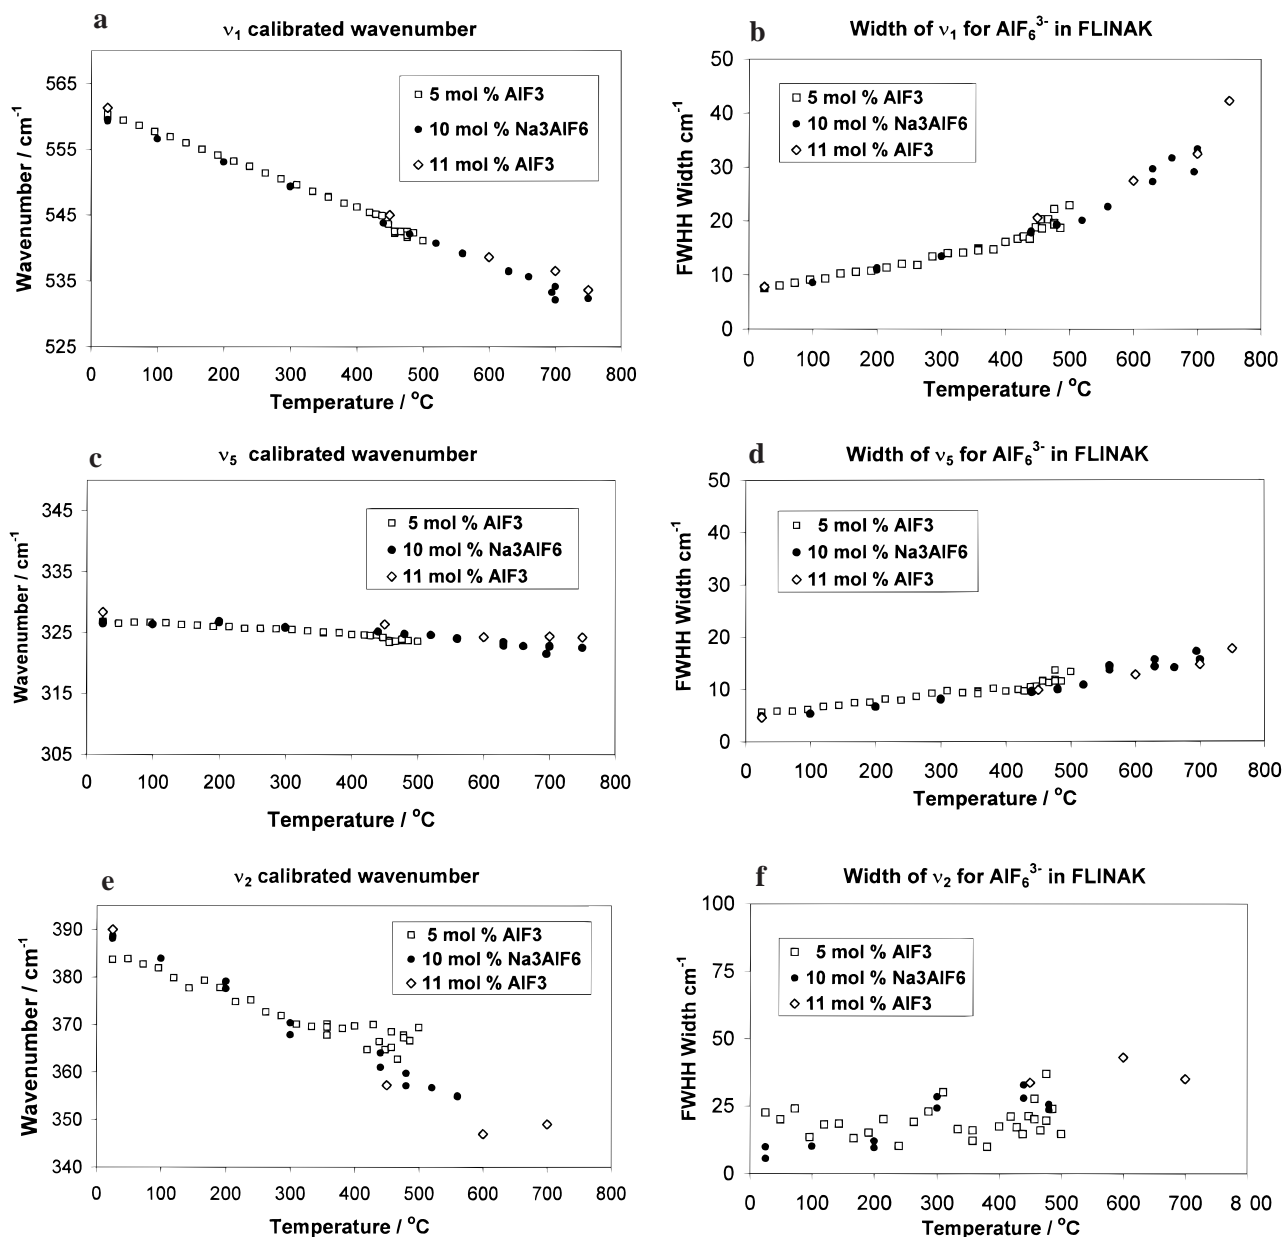 a
ν1 calibrated wavenumber
565
555
545
535
525
Wavenumber / cm-1
5 mol % AlF3
10 mol % Na3AlF6
11 mol % AlF3
0 100 200 300 400 500 600 700 800
Temperature / oC
b
Width of ν1 for AlF63- in FLINAK
50
40
30
20
10
0
FWHH Width cm-1
5 mol % AlF3
10 mol % Na3AlF6
11 mol % AlF3
0 100 200 300 400 500 600 700 800
Temperature / oC
c
ν5 calibrated wavenumber
345
335
325
315
305
Wavenumber / cm-1
5 mol % AlF3
10 mol % Na3AlF6
11 mol % AlF3
0 100 200 300 400 500 600 700 800
Temperature / oC
d
Width of ν5 for AlF63- in FLINAK
50
40
30
20
10
0
FWHH Width cm-1
5 mol % AlF3
10 mol % Na3AlF6
11 mol % AlF3
0 100 200 300 400 500 600 700 800
Temperature / oC
e
ν2 calibrated wavenumber
390
380
370
360
350
340
Wavenumber / cm-1
5 mol % AlF3
10 mol % Na3AlF6
11 mol % AlF3
0 100 200 300 400 500 600 700 800
Temperature / oC
f
Width of ν2 for AlF63- in FLINAK
100
75
50
25
0
FWHH Width cm-1
5 mol % AlF3
10 mol % Na3AlF6
11 mol % AlF3
0 100 200 300 400 500 600 700 8 00
Temperature / oC